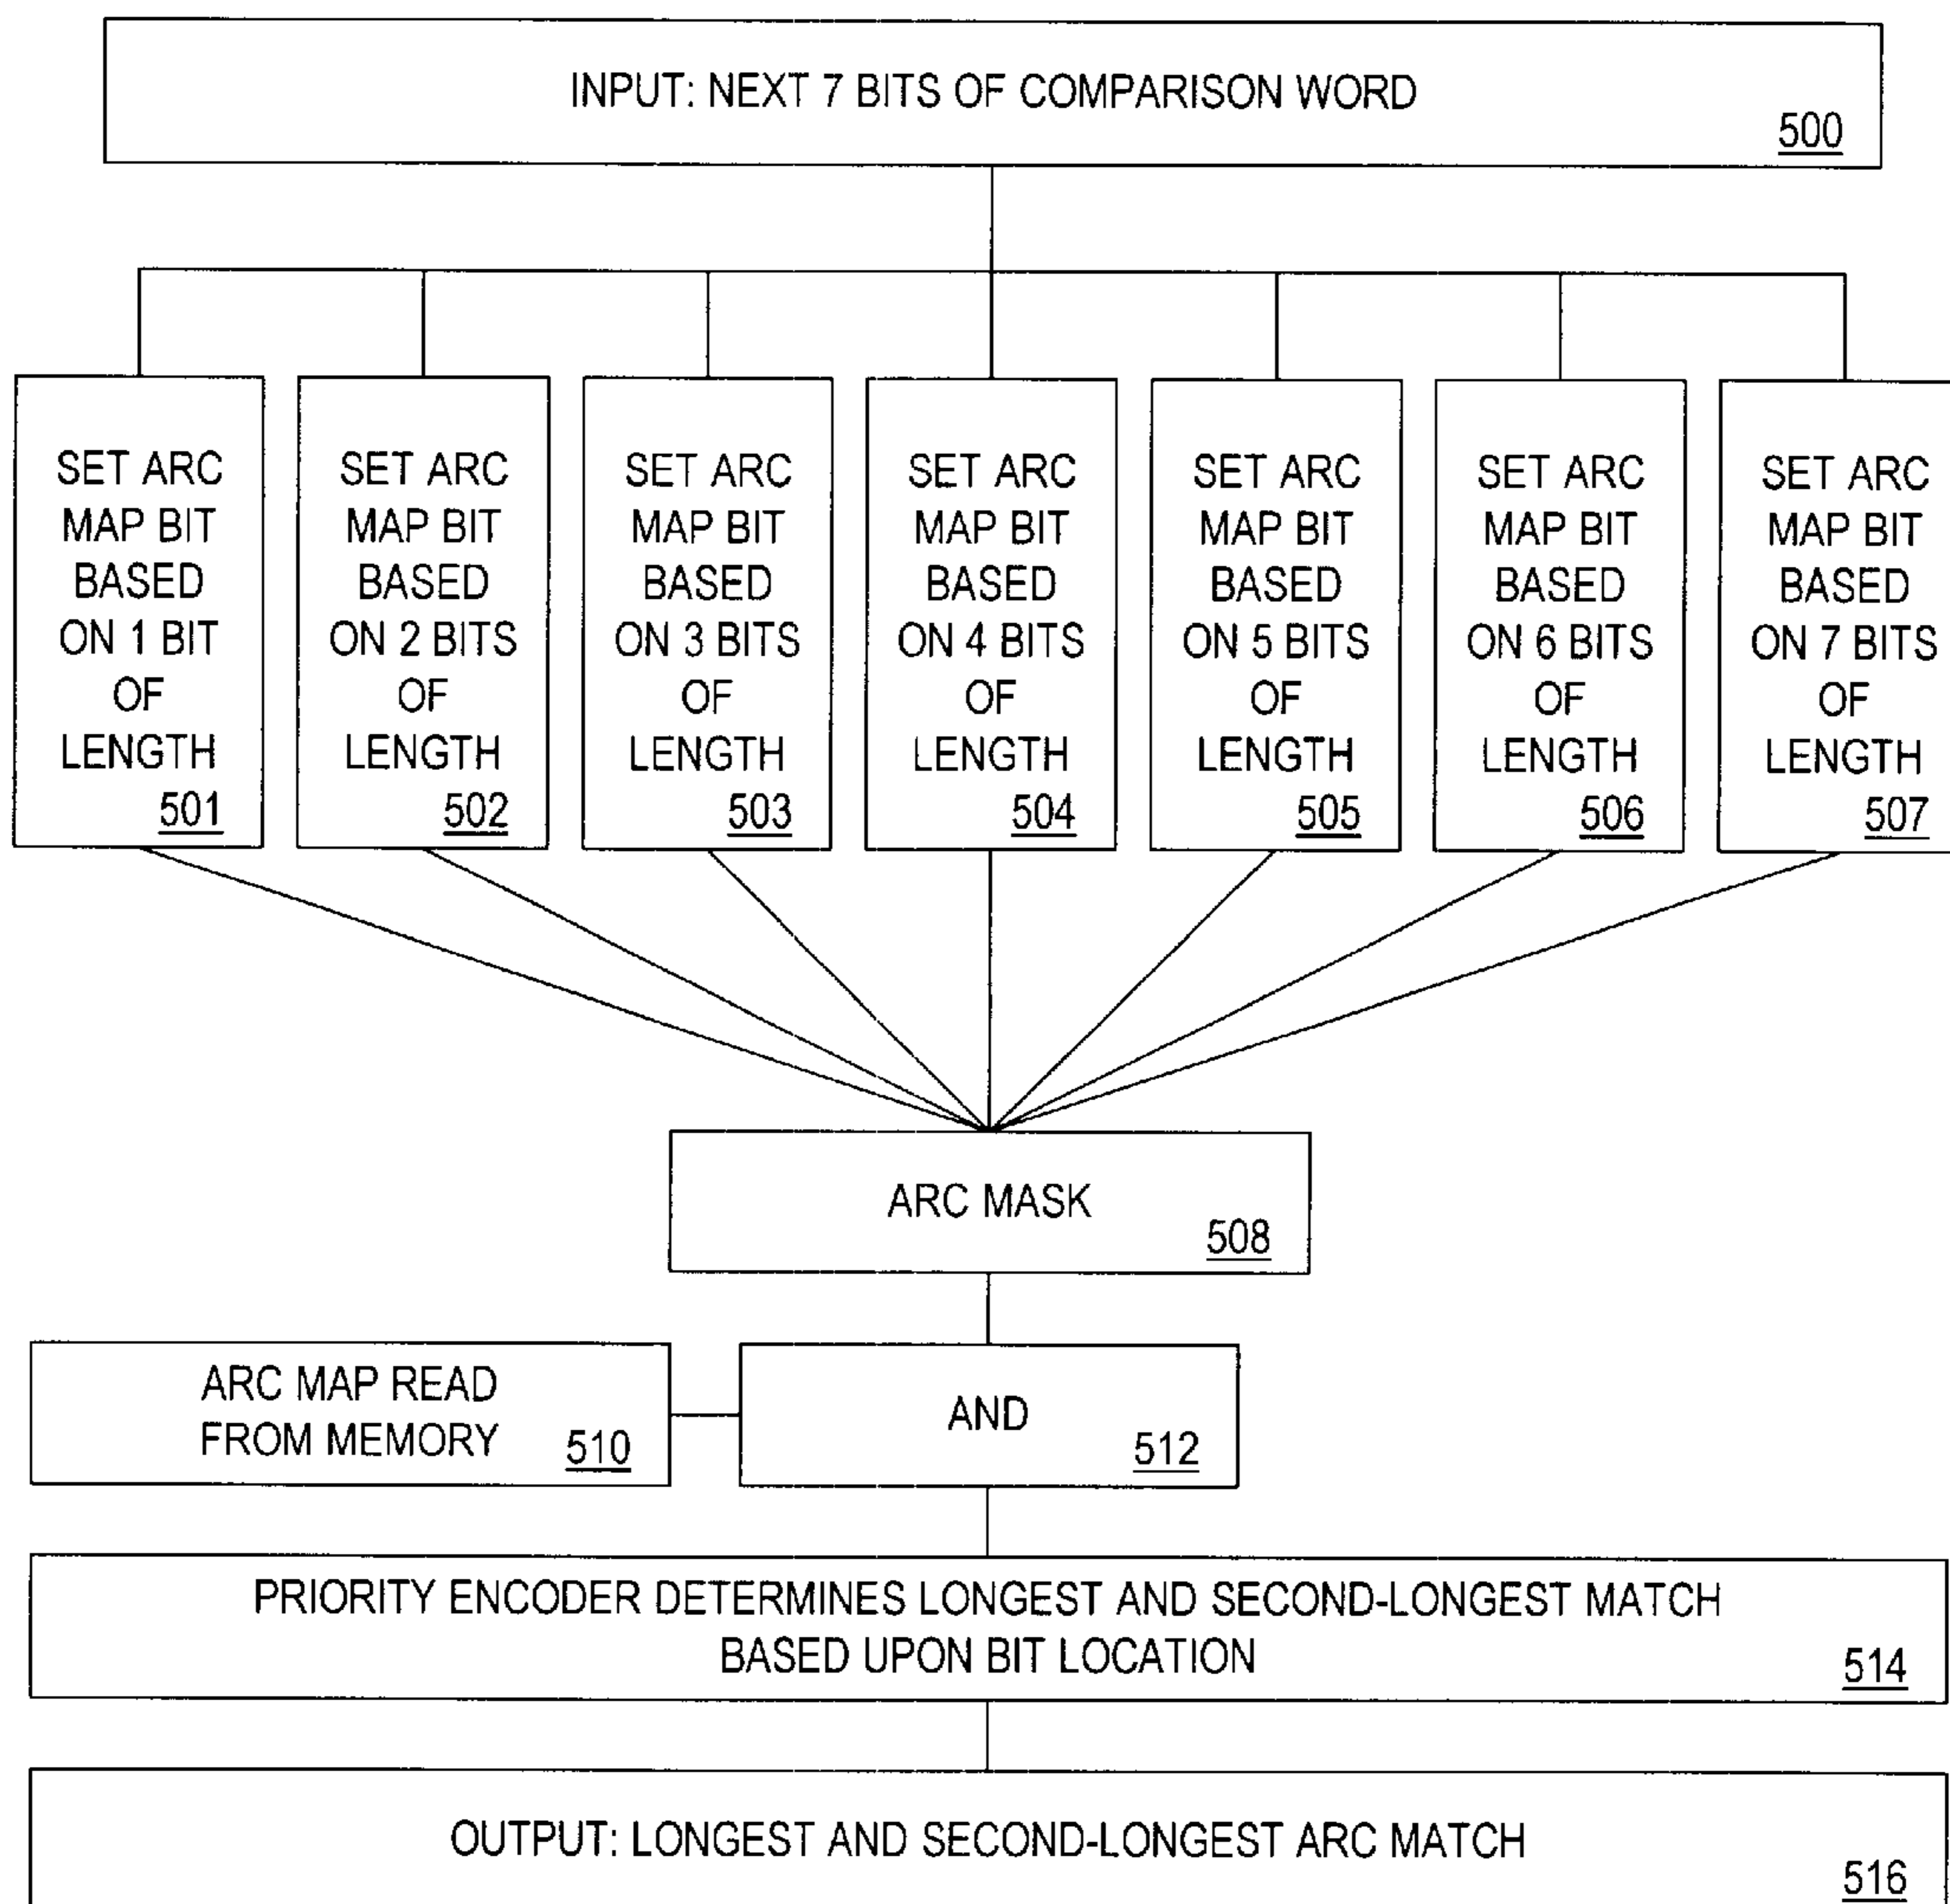 INPUT: NEXT 7 BITS OF COMPARISON WORD
500
SET ARC
MAP BIT
BASED
ON 1 BIT
OF
LENGTH
501
SET ARC
MAP BIT
BASED
ON 2 BITS
OF
LENGTH
502
SET ARC
MAP BIT
BASED
ON 3 BITS
OF
LENGTH
503
SET ARC
MAP BIT
BASED
ON 4 BITS
OF
LENGTH
504
SET ARC
MAP BIT
BASED
ON 5 BITS
OF
LENGTH
505
SET ARC
MAP BIT
BASED
ON 6 BITS
OF
LENGTH
506
SET ARC
MAP BIT
BASED
ON 7 BITS
OF
LENGTH
507
ARC MASK
508
ARC MAP READ
FROM MEMORY
510
AND
512
PRIORITY ENCODER DETERMINES LONGEST AND SECOND-LONGEST MATCH
BASED UPON BIT LOCATION
514
OUTPUT: LONGEST AND SECOND-LONGEST ARC MATCH
516